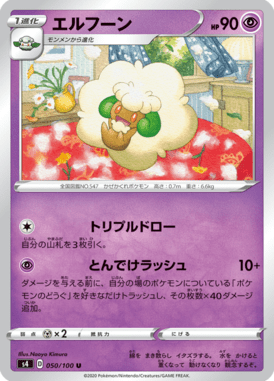 1進化
エルフーン
HP90
モンメンから進化
全国図鑑NO.547 かぜかくれポケモン 高さ:0.7m 重さ:6.6kg
トリプルドロー
自分の山札を3枚引く。
とんでけラッシュ 10+
ダメージを与える前に、自分の場のポケモンについている「ポケモンのどうぐ」を好きなだけトラッシュし、その枚数×40ダメージ
追加。
弱点 ×2 抵抗力 にげる
Illus. Naoyo Kimura
s4 D 050/100 U
©2020 Pokémon/Nintendo/Creatures/GAME FREAK.